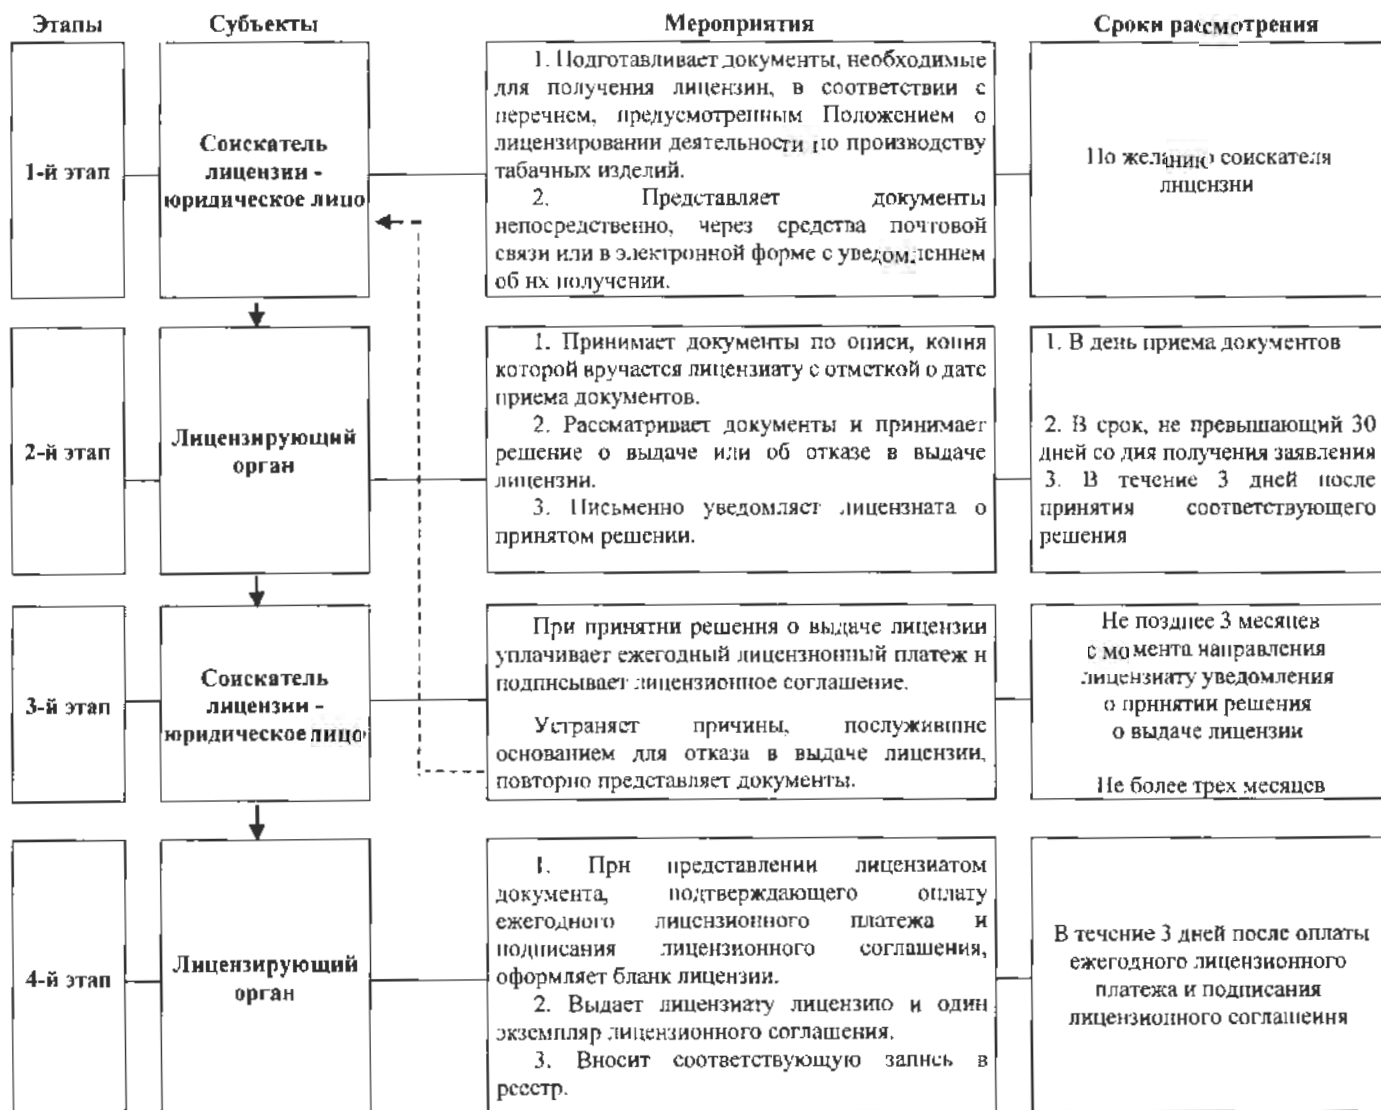 Этапы
Субъекты
Мероприятия
Сроки рассмотрения
1-й этап
Соискатель
лицензии -
юридическое лицо
1. Подготавливает документы, необходимые
для получения лицензии, в соответствии с
перечнем, предусмотренным Положением о
лицензировании деятельности по производству
табачных изделий.
2. Представляет документы
непосредственно, через средства почтовой
связи или в электронной форме с уведомлением
об их получении.
По желанию соискателя
лицензии
2-й этап
Лицензирующий
орган
1. Принимает документы по описи, копия
которой вручается лицензиату с отметкой о дате
приема документов.
2. Рассматривает документы и принимает
решение о выдаче или об отказе в выдаче
лицензии.
3. Письменно уведомляет лицензиата о
принятом решении.
1. В день приема документов
2. В срок, не превышающий 30
дней со дня получения заявления
3. В течение 3 дней после
принятия соответствующего
решения
3-й этап
Соискатель
лицензии -
юридическое лицо
При принятии решения о выдаче лицензии
уплачивает ежегодный лицензионный платеж и
подписывает лицензионное соглашение.
Устраняет причины, послужившие
основанием для отказа в выдаче лицензии,
повторно представляет документы.
Не позднее 3 месяцев
с момента направления
лицензиату уведомления
о принятии решения
о выдаче лицензии
Не более трех месяцев
4-й этап
Лицензирующий
орган
1. При представлении лицензиатом
документа, подтверждающего оплату
ежегодного лицензионного платежа и
подписания лицензионного соглашения,
оформляет бланк лицензии.
2. Выдает лицензиату лицензию и один
экземпляр лицензионного соглашения.
3. Вносит соответствующую запись в
реестр.
В течение 3 дней после оплаты
ежегодного лицензионного
платежа и подписания
лицензионного соглашения